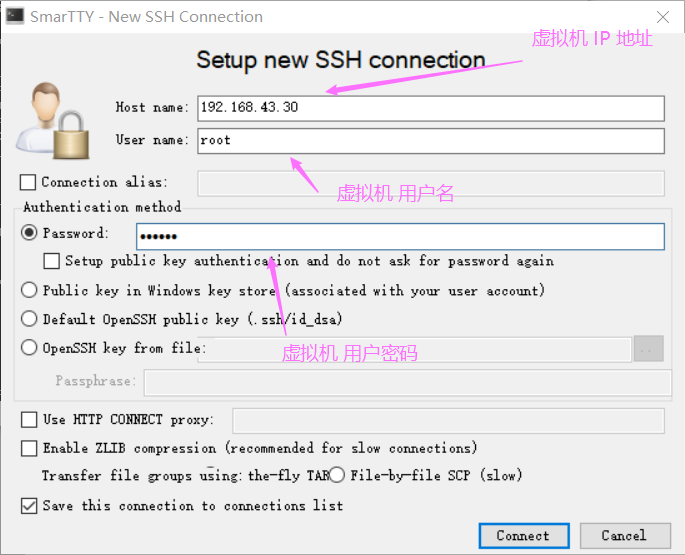 SmarTTY - New SSH Connection
虚拟机 IP 地址
Setup new SSH connection
Host name: 192.168.43.30
User name: root
虚拟机 用户名
Connection alias:
Authentication method
Password: ••••••
Setup public key authentication and do not ask for password again
Public key in Windows key store (associated with your user account)
Default OpenSSH public key (.ssh/id_dsa)
OpenSSH key from file: ..
虚拟机 用户密码
Passphrase:
Use HTTP CONNECT proxy:
Enable ZLIB compression (recommended for slow connections)
Transfer file groups using: the-fly TAR File-by-file SCP (slow)
Save this connection to connections list
Connect Cancel